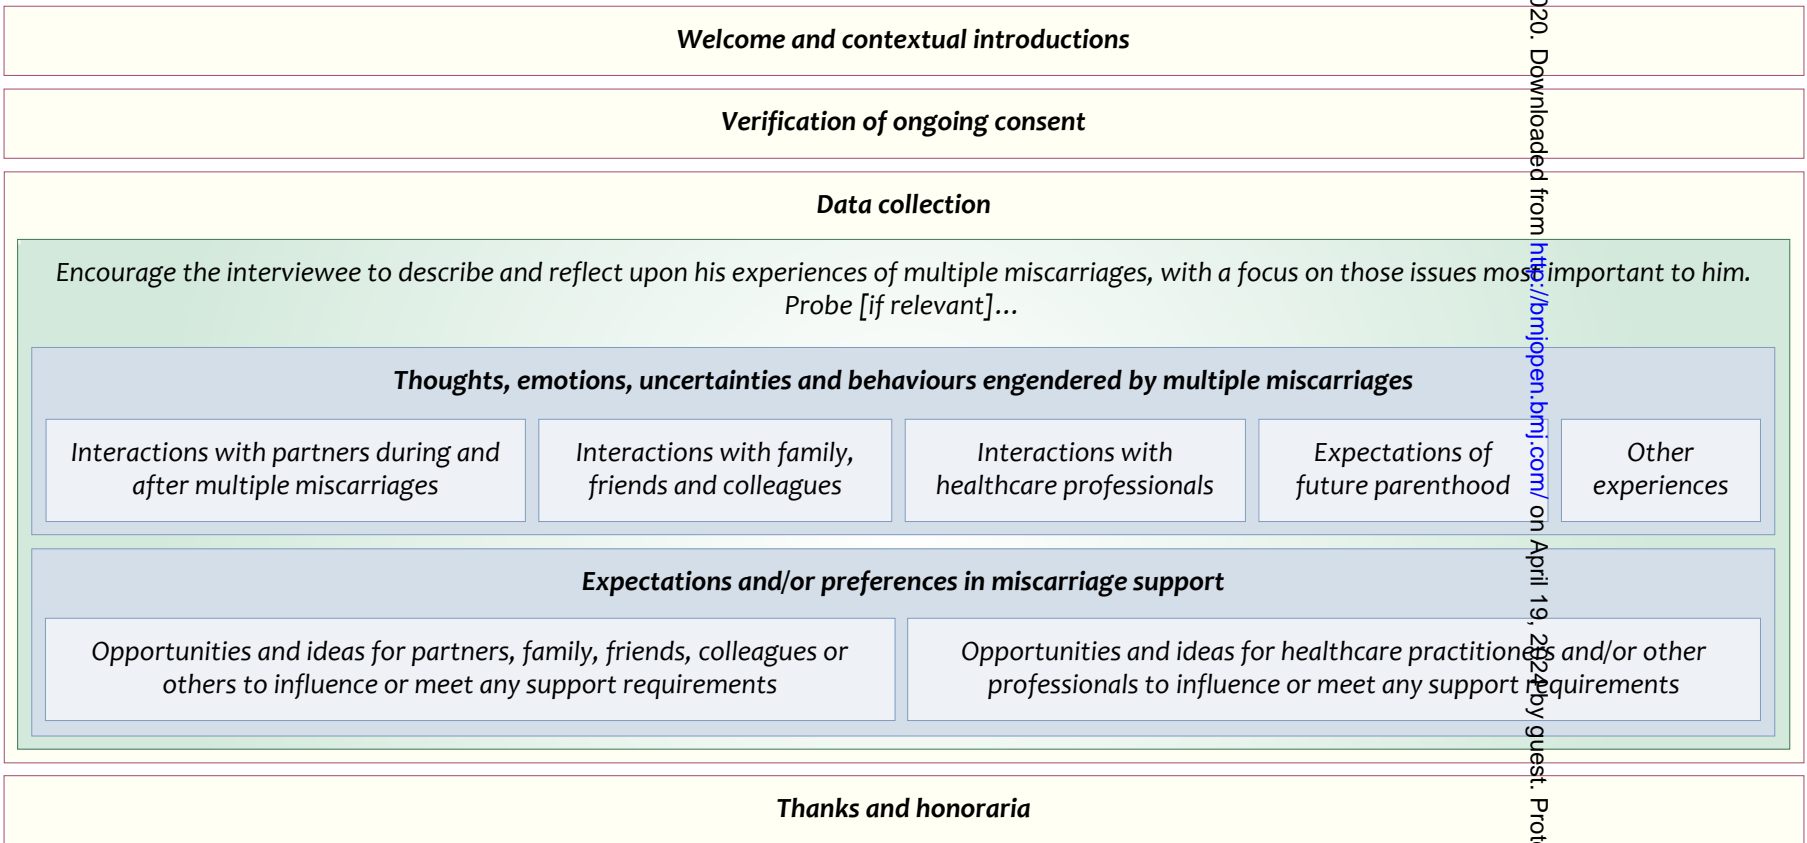 Welcome and contextual introductions
Verification of ongoing consent
Data collection
Encourage the interviewee to describe and reflect upon his experiences of multiple miscarriages, with a focus on those issues most important to him.
Probe [if relevant]…
Thoughts, emotions, uncertainties and behaviours engendered by multiple miscarriages
Interactions with partners during and
after multiple miscarriages
Interactions with family,
friends and colleagues
Interactions with
healthcare professionals
Expectations of
future parenthood
Other
experiences
Expectations and/or preferences in miscarriage support
Opportunities and ideas for partners, family, friends, colleagues or
others to influence or meet any support requirements
Opportunities and ideas for healthcare practitioners and/or other
professionals to influence or meet any support requirements
Thanks and honoraria
020. Downloaded from http://bmjopen.bmj.com/ on April 19, 2024 by guest. Prot